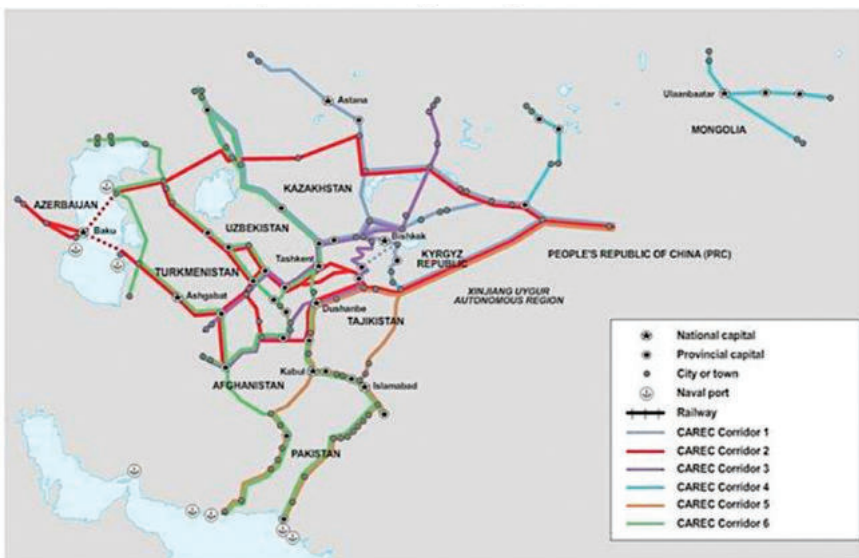 Astana
Ulaanbaatar
MONGOLIA
KAZAKHSTAN
AZERBAIJAN
UZBEKISTAN
Baku
Bishkek
Tashkent
KYRGYZ
REPUBLIC
PEOPLE'S REPUBLIC OF CHINA (PRC)
TURKMENISTAN
XINJIANG UYGUR
AUTONOMOUS REGION
Ashgabat
Dushanbe
TAJIKISTAN
Kabul
Islamabad
AFGHANISTAN
PAKISTAN
National capital
Provincial capital
City or town
Naval port
Railway
CAREC Corridor 1
CAREC Corridor 2
CAREC Corridor 3
CAREC Corridor 4
CAREC Corridor 5
CAREC Corridor 6